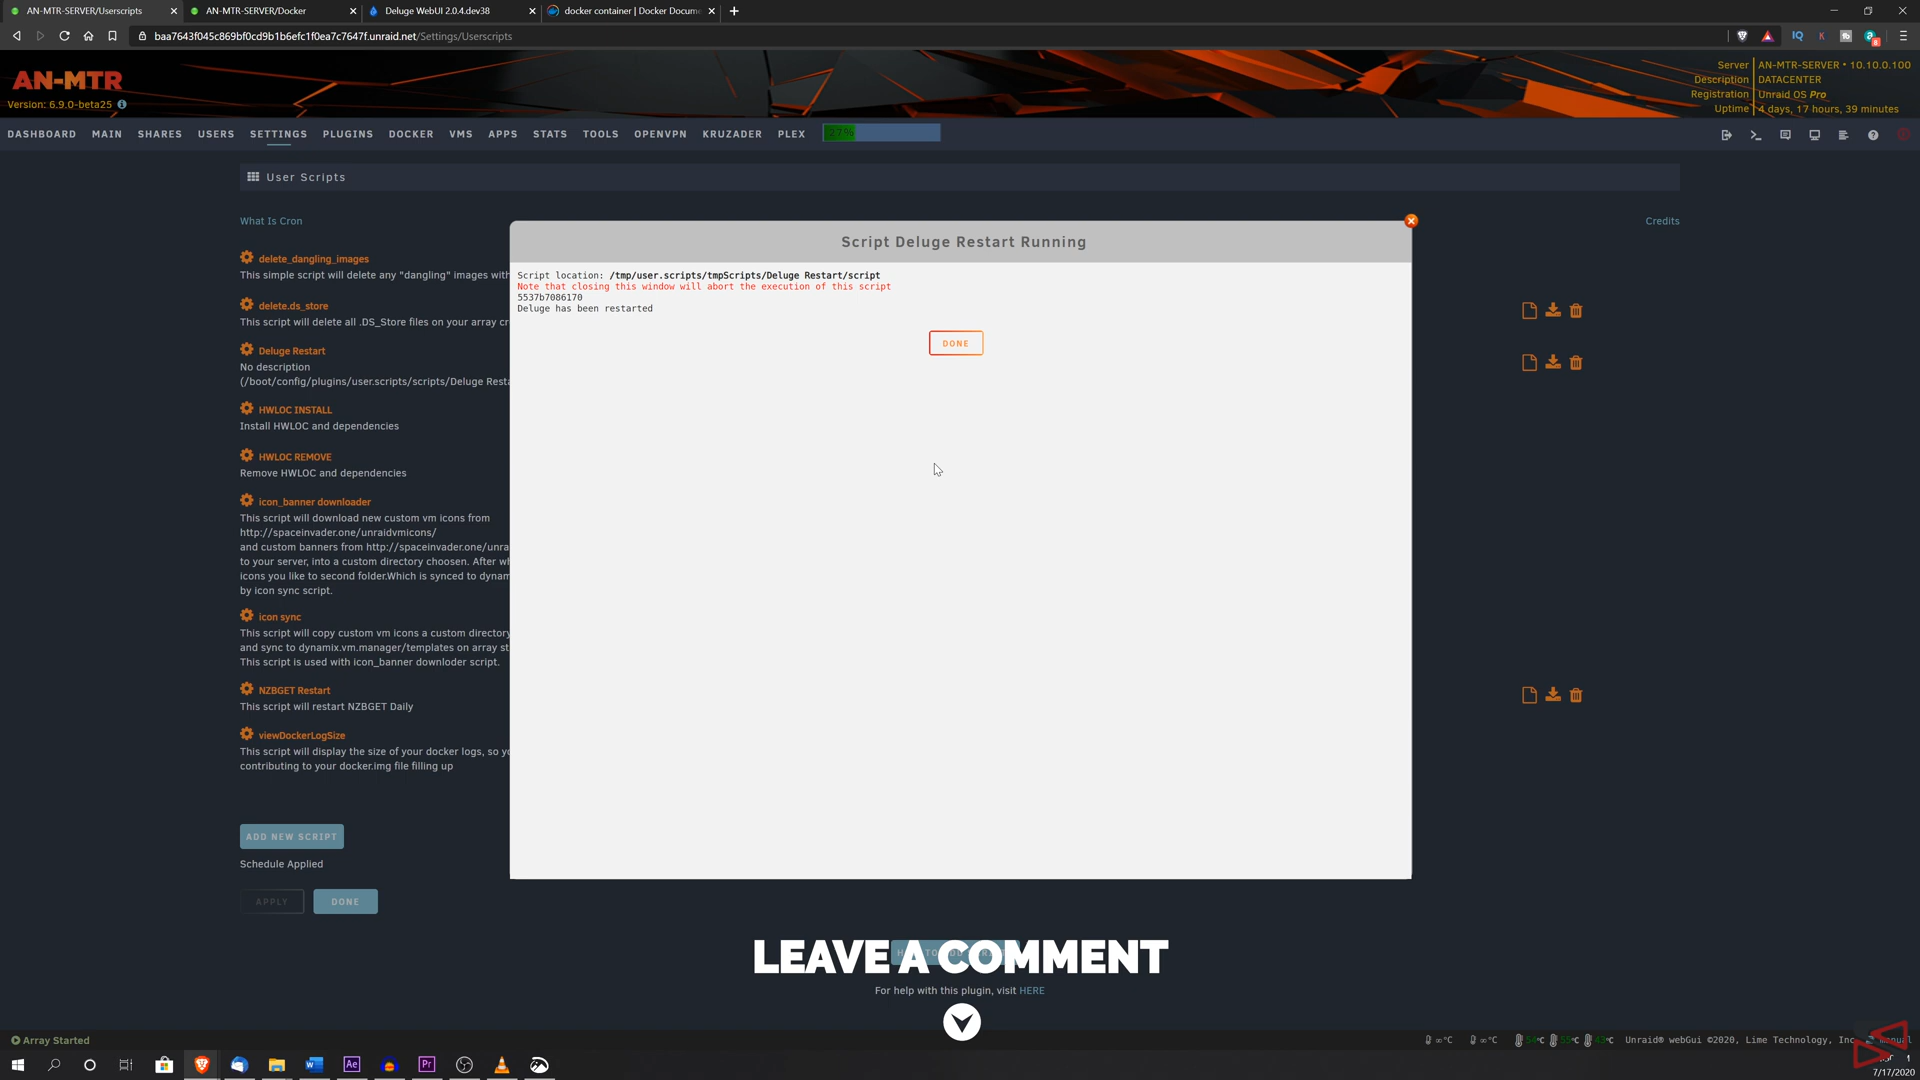 AN-MTR-SERVER/Userscripts
AN-MTR-SERVER/Docker
Deluge WebUI 2.0.4.dev38
docker container | Docker Docum
baa7643f045c869bf0cd9b1b6efc1f0ea7c7647f.unraid.net/Settings/Userscripts
AN-MTR
Version: 6.9.0-beta25
Server AN-MTR-SERVER • 10.10.0.100
Description DATACENTER
Registration Unraid OS Pro
Uptime 4 days, 17 hours, 39 minutes
DASHBOARD MAIN SHARES USERS SETTINGS PLUGINS DOCKER VMS APPS STATS TOOLS OPENVPN KRUZADER PLEX 27%
User Scripts
What Is Cron
Credits
delete_dangling_images
This simple script will delete any "dangling" images with
delete.ds_store
This script will delete all .DS_Store files on your array cr
Deluge Restart
No description
(/boot/config/plugins/user.scripts/scripts/Deluge Resta
HWLOC INSTALL
Install HWLOC and dependencies
HWLOC REMOVE
Remove HWLOC and dependencies
icon_banner downloader
This script will download new custom vm icons from
http://spaceinvader.one/unraidvmicons/
and custom banners from http://spaceinvader.one/unra
to your server, into a custom directory choosen. After wh
icons you like to second folder.Which is synced to dynam
by icon sync script.
icon sync
This script will copy custom vm icons a custom directory
and sync to dynamix.vm.manager/templates on array st
This script is used with icon_banner downloder script.
NZBGET Restart
This script will restart NZBGET Daily
viewDockerLogSize
This script will display the size of your docker logs, so yo
contributing to your docker.img file filling up
Script Deluge Restart Running
Script location: /tmp/user.scripts/tmpScripts/Deluge Restart/script
Note that closing this window will abort the execution of this script
5537b7086170
Deluge has been restarted
DONE
ADD NEW SCRIPT
Schedule Applied
APPLY
DONE
LEAVE A COMMENT
For help with this plugin, visit HERE
Array Started
Unraid® webGui ©2020, Lime Technology, Inc
7/17/2020